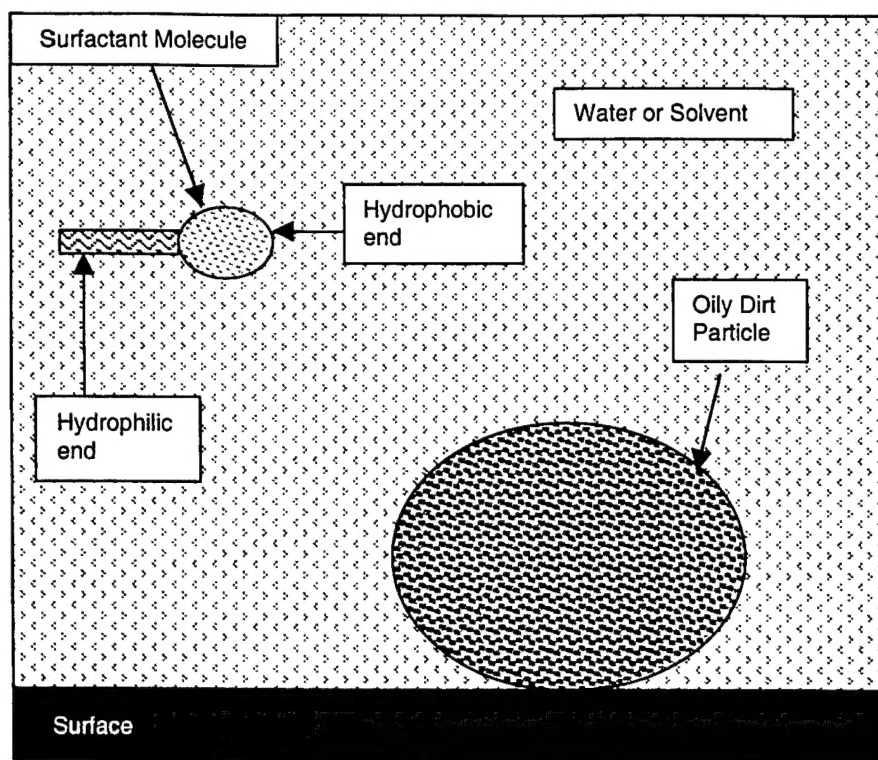 Surfactant Molecule
Water or Solvent
Hydrophobic
end
Oily Dirt
Particle
Hydrophilic
end
Surface